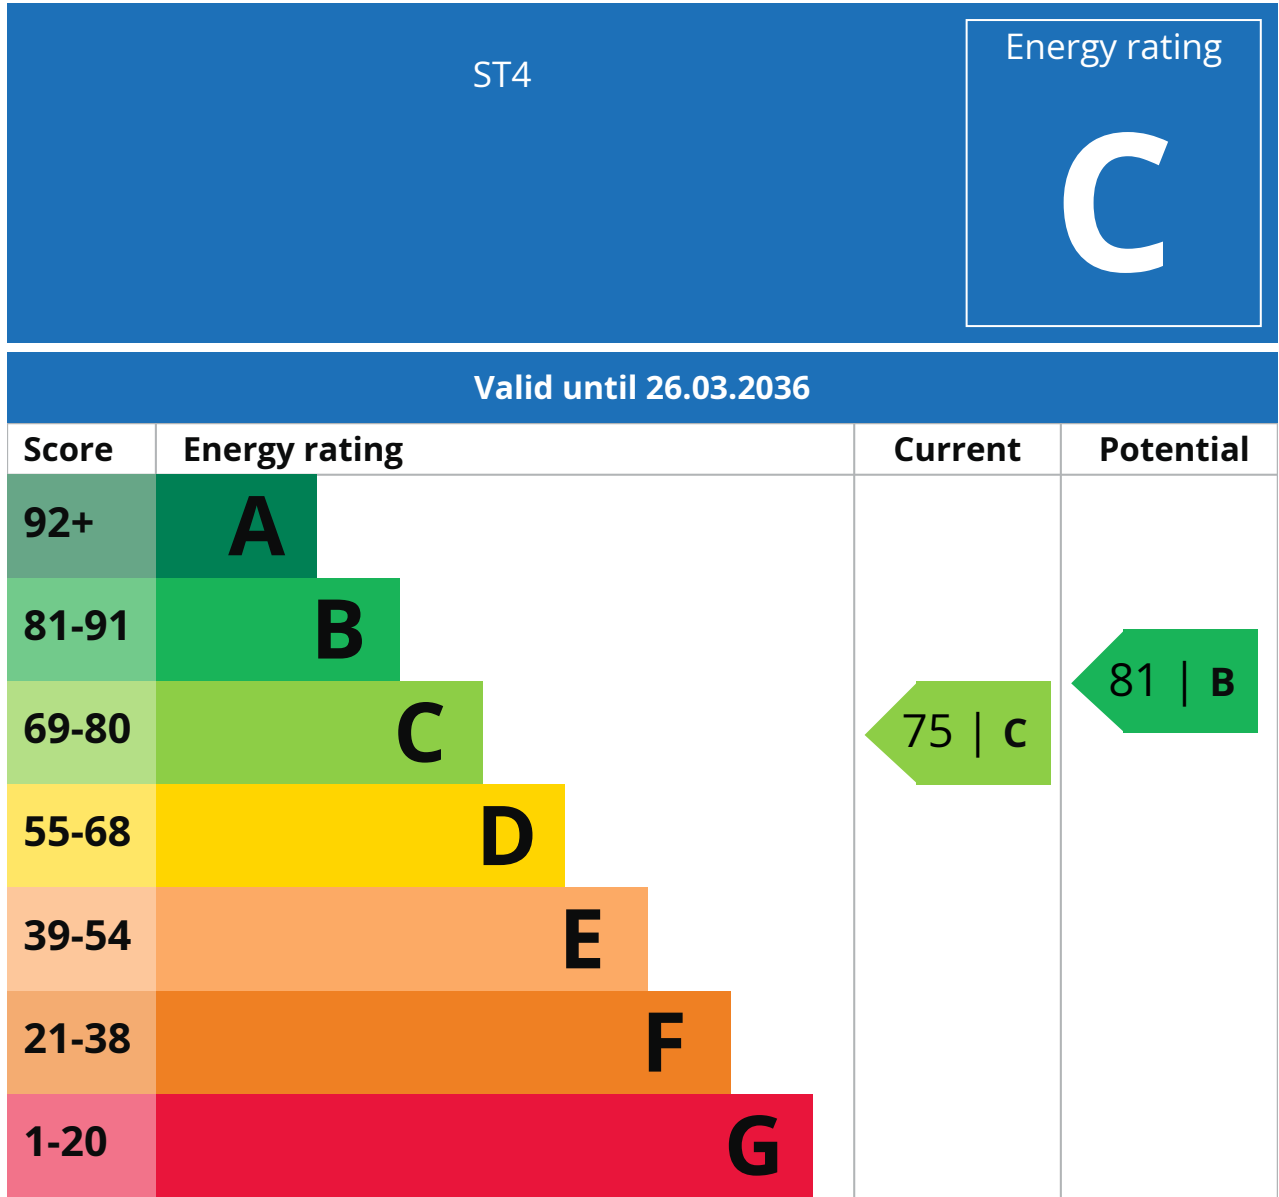 ST4
Energy rating
C
Valid until 26.03.2036
Score Energy rating Current Potential
92+ A
81-91 B
81 | B
69-80 C
75 | C
55-68 D
39-54 E
21-38 F
1-20 G